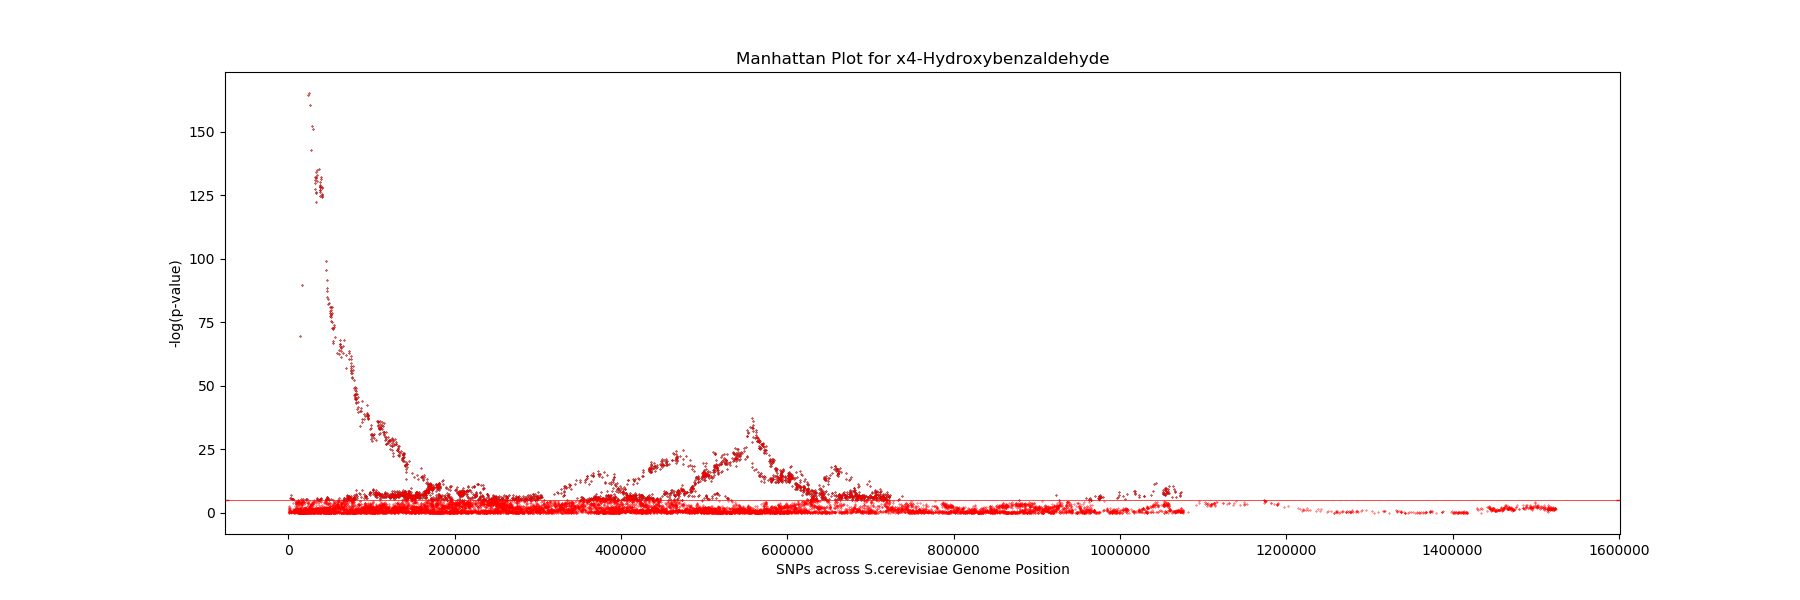 Manhattan Plot for x4-Hydroxybenzaldehyde
-log(p-value)
150
125
100
75
50
25
0
0 200000 400000 600000 800000 1000000 1200000 1400000 1600000
SNPs across S.cerevisiae Genome Position